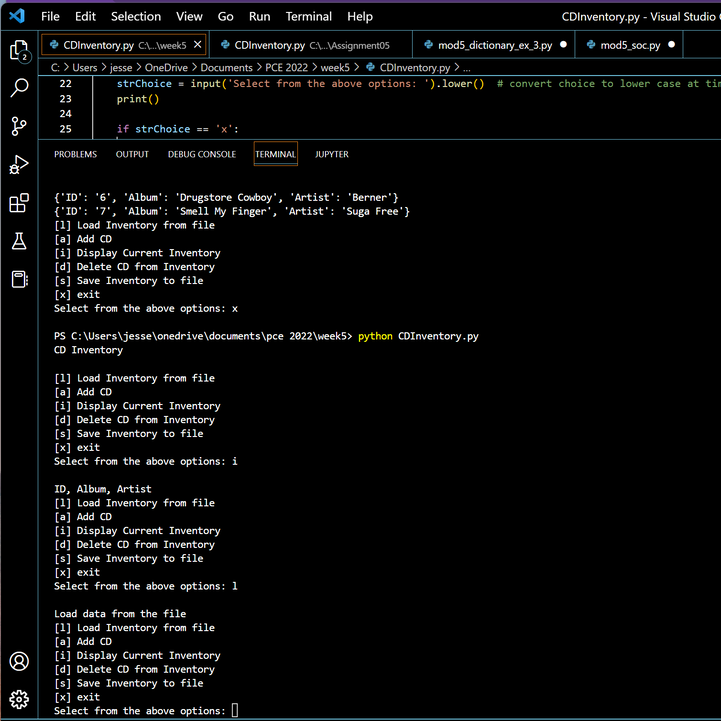 File Edit Selection View Go Run Terminal Help CDInventory.py - Visual Studio
CDInventory.py C:\...\week5 CDInventory.py C:\...\Assignment05 mod5_dictionary_ex_3.py mod5_soc.py
2
C: > Users > jesse > OneDrive > Documents > PCE 2022 > week5 > CDInventory.py > ...
22 strChoice = input('Select from the above options: ').lower() # convert choice to lower case at
23 print()
24
25 if strChoice == 'x':
PROBLEMS OUTPUT DEBUG CONSOLE TERMINAL JUPYTER
{'ID': '6', 'Album': 'Drugstore Cowboy', 'Artist': 'Berner'}
{'ID': '7', 'Album': 'Smell My Finger', 'Artist': 'Suga Free'}
[l] Load Inventory from file
[a] Add CD
[i] Display Current Inventory
[d] Delete CD from Inventory
[s] Save Inventory to file
[x] exit
Select from the above options: x
PS C:\Users\jesse\onedrive\documents\pce 2022\week5> python CDInventory.py
CD Inventory
[l] Load Inventory from file
[a] Add CD
[i] Display Current Inventory
[d] Delete CD from Inventory
[s] Save Inventory to file
[x] exit
Select from the above options: i
ID, Album, Artist
[l] Load Inventory from file
[a] Add CD
[i] Display Current Inventory
[d] Delete CD from Inventory
[s] Save Inventory to file
[x] exit
Select from the above options: l
Load data from the file
[l] Load Inventory from file
[a] Add CD
[i] Display Current Inventory
[d] Delete CD from Inventory
[s] Save Inventory to file
[x] exit
Select from the above options: